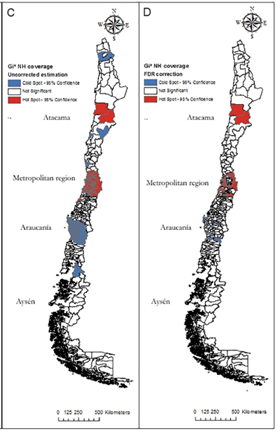 C
N
W E
S
Gi* NH coverage
Uncorrected estimation
Cold Spot - 95% Confidence
Not Significant
Hot Spot - 95% Confidence
Atacama
Metropolitan region
Araucanía
Aysén
0 125 250 500 Kilometers
D
N
W E
S
Gi* NH coverage
FDR correction
Cold Spot - 95% Confidence
Not Significant
Hot Spot - 95% Confidence
Atacama
Metropolitan region
Araucanía
Aysén
0 125 250 500 Kilometers